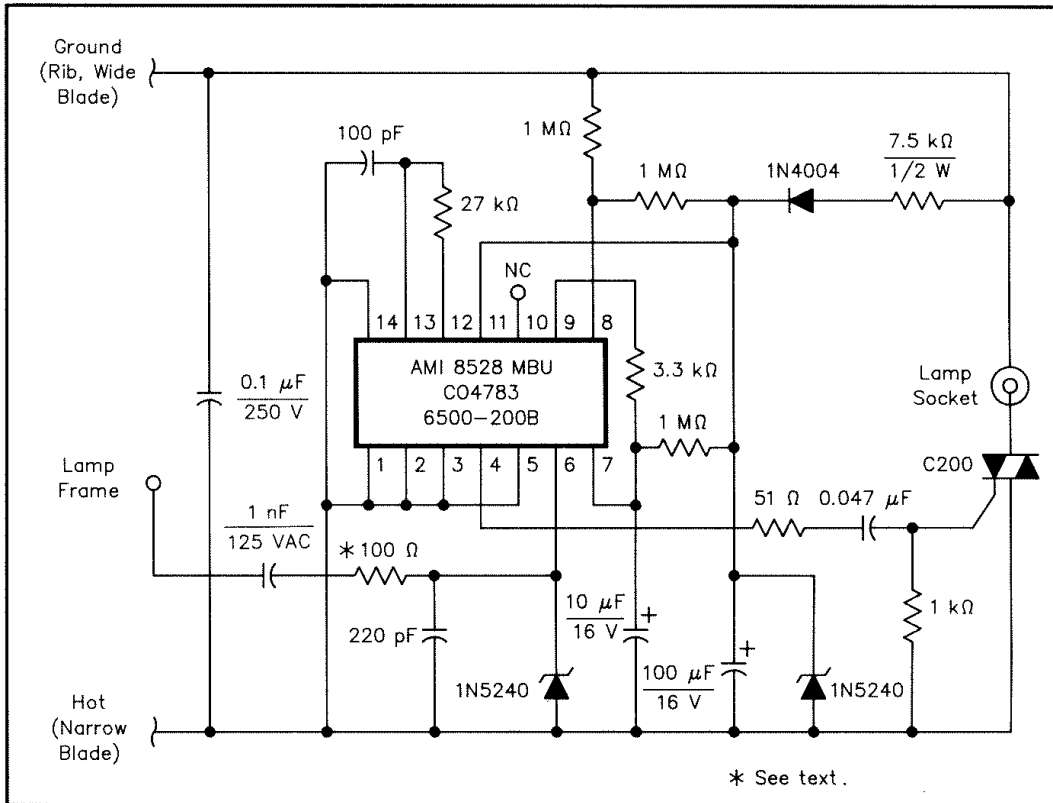 Ground
(Rib, Wide
Blade)
100 pF
1 MΩ
27 kΩ
1 MΩ
1N4004
7.5 kΩ
1/2 W
NC
14 13 12 11 10 9 8
AMI 8528 MBU
CO4783
6500-200B
1 2 3 4 5 6 7
0.1 μF
250 V
3.3 kΩ
1 MΩ
Lamp
Socket
C200
Lamp
Frame
1 nF
125 VAC
* 100 Ω
51 Ω
0.047 μF
220 pF
1N5240
10 μF
16 V
+
100 μF
16 V
+
1N5240
1 kΩ
Hot
(Narrow
Blade)
* See text.